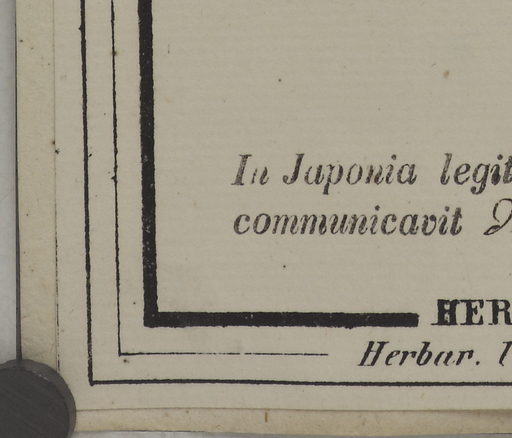 In Japonia legit
communicavit
HER
Herbar.